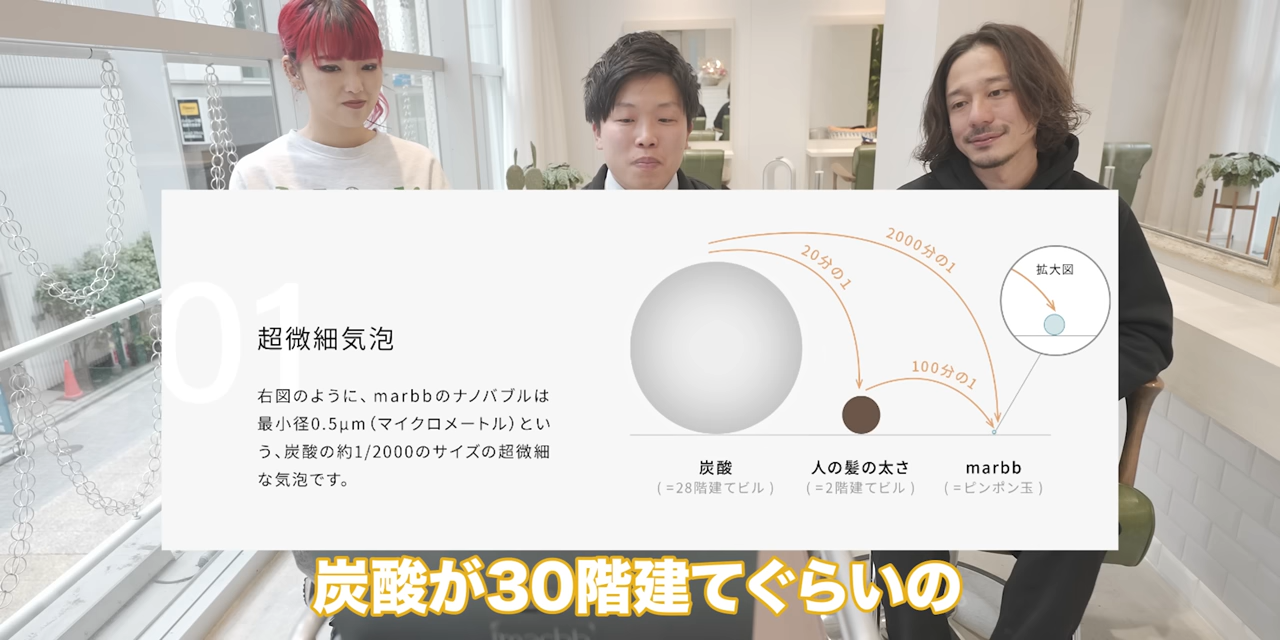 01
超微細気泡
右図のように、marbbのナノバブルは
最小径0.5μm(マイクロメートル)とい
う、炭酸の約1/2000のサイズの超微細
な気泡です。
2000分の1
20分の1
100分の1
拡大図
炭酸
(=28階建てビル)
人の髪の太さ
(=2階建てビル)
marbb
(=ピンポン玉)
炭酸が30階建てぐらいの
marbb